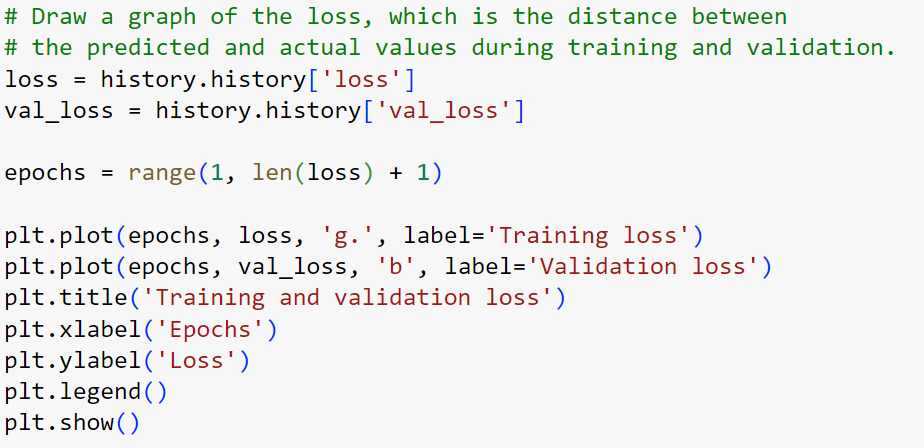 # Draw a graph of the loss, which is the distance between
# the predicted and actual values during training and validation.
loss = history.history['loss']
val_loss = history.history['val_loss']
epochs = range(1, len(loss) + 1)
plt.plot(epochs, loss, 'g.', label='Training loss')
plt.plot(epochs, val_loss, 'b', label='Validation loss')
plt.title('Training and validation loss')
plt.xlabel('Epochs')
plt.ylabel('Loss')
plt.legend()
plt.show()